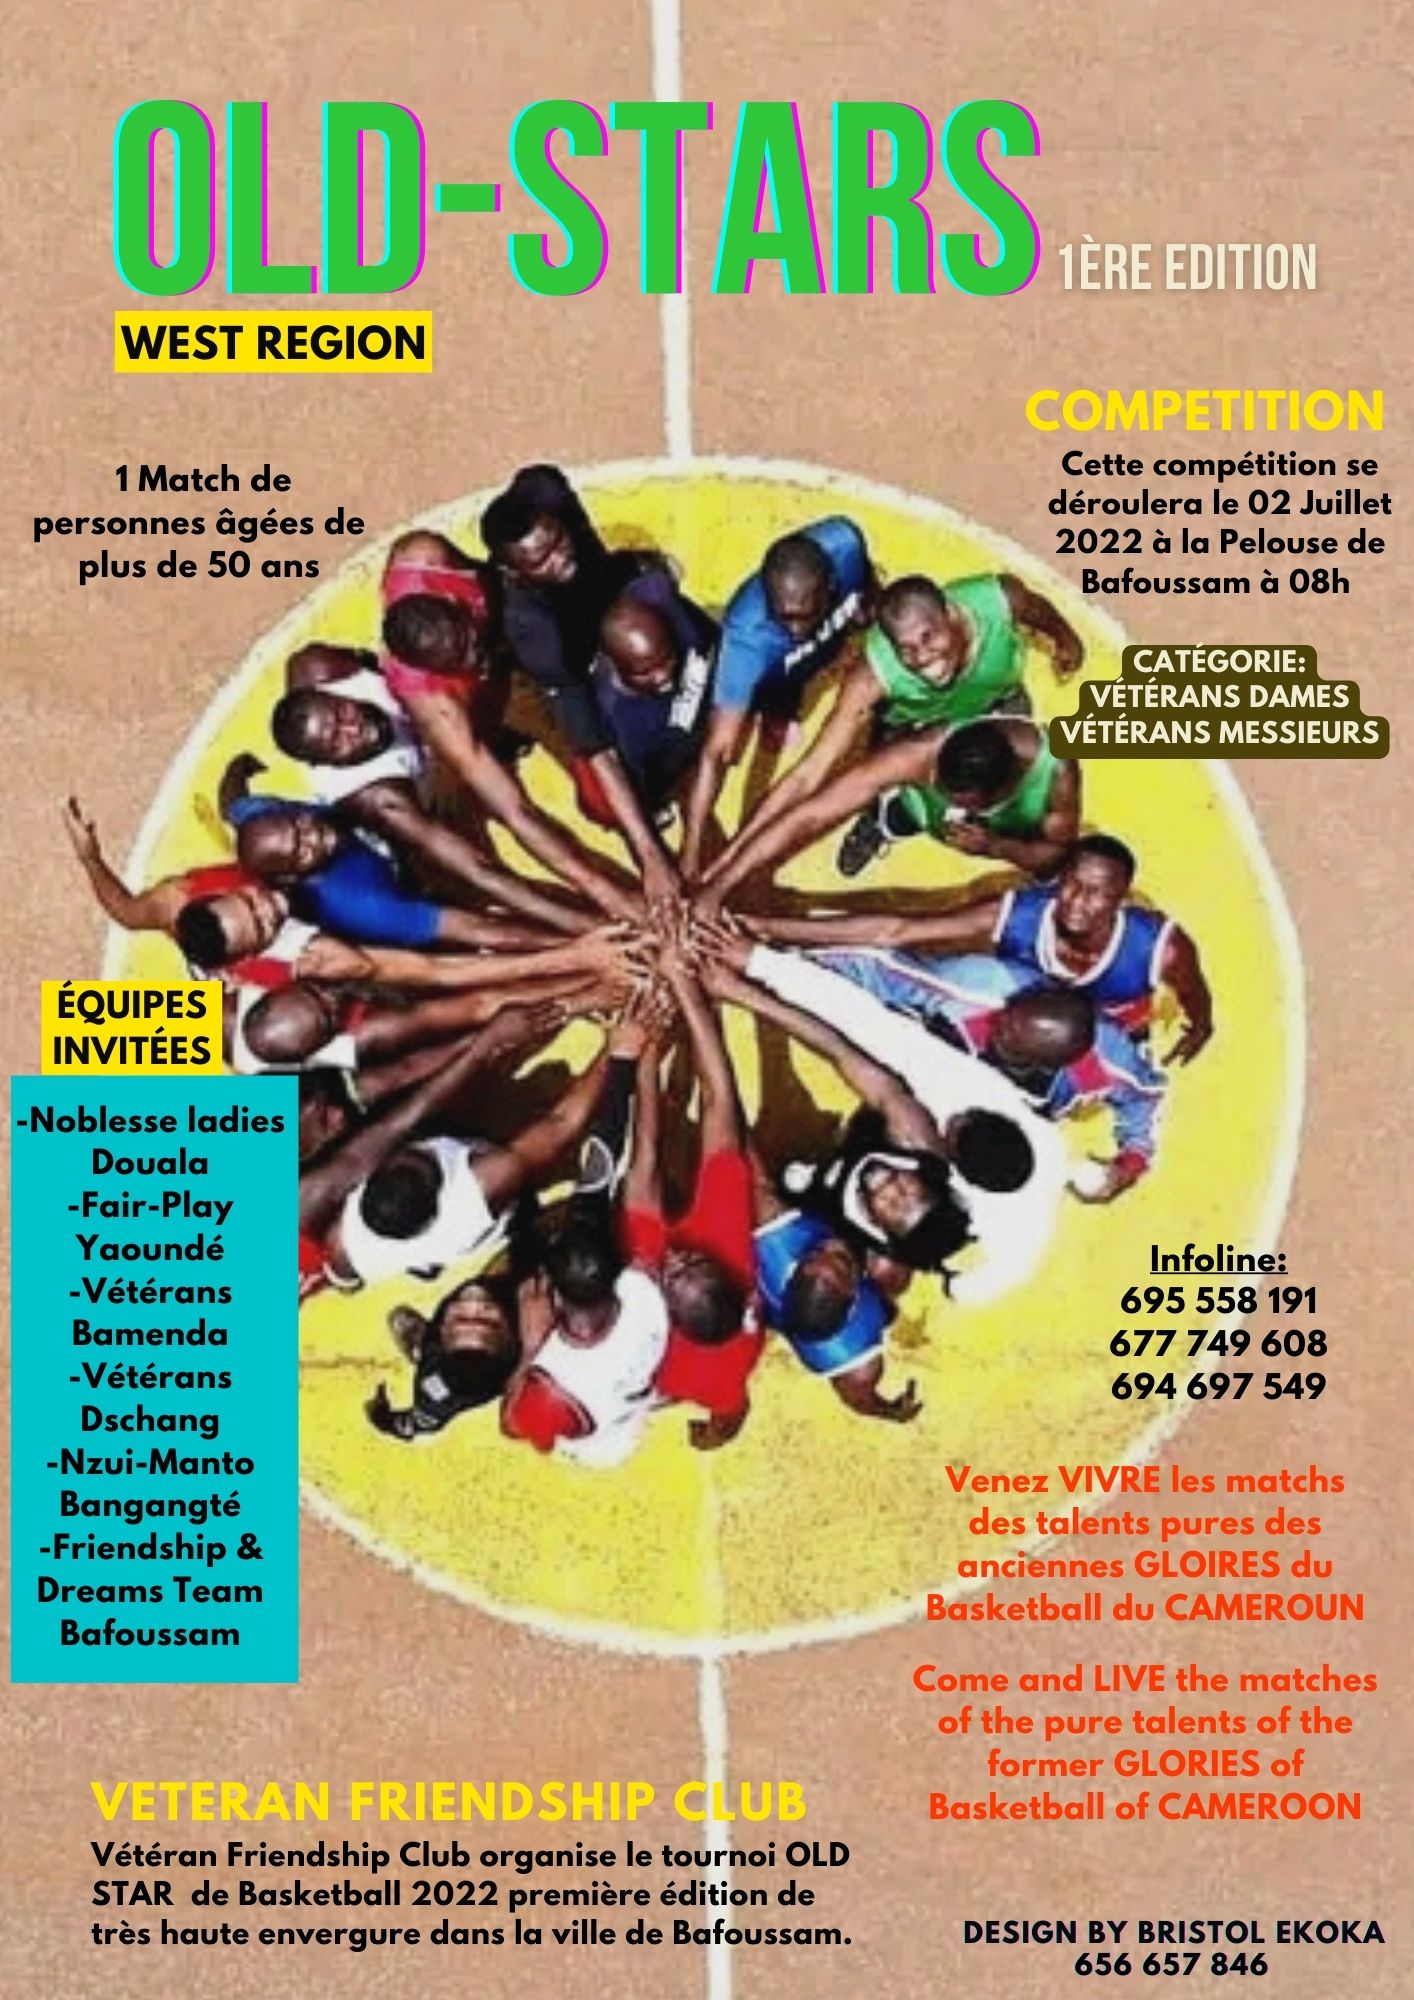 OLD-STARS
1ÈRE EDITION
WEST REGION
COMPETITION
Cette compétition se
déroulera le 02 Juillet
2022 à la Pelouse de
Bafoussam à 08h
1 Match de
personnes âgées de
plus de 50 ans
CATÉGORIE:
VÉTÉRANS DAMES
VÉTÉRANS MESSIEURS
ÉQUIPES
INVITÉES
-Noblesse ladies
Douala
-Fair-Play
Yaoundé
-Vétérans
Bamenda
-Vétérans
Dschang
-Nzui-Manto
Bangangté
-Friendship &
Dreams Team
Bafoussam
Infoline:
695 558 191
677 749 608
694 697 549
Venez VIVRE les matchs
des talents pures des
anciennes GLOIRES du
Basketball du CAMEROUN
Come and LIVE the matches
of the pure talents of the
former GLORIES of
Basketball of CAMEROON
VETERAN FRIENDSHIP CLUB
Vétéran Friendship Club organise le tournoi OLD
STAR de Basketball 2022 première édition de
très haute envergure dans la ville de Bafoussam.
DESIGN BY BRISTOL EKOKA
656 657 846